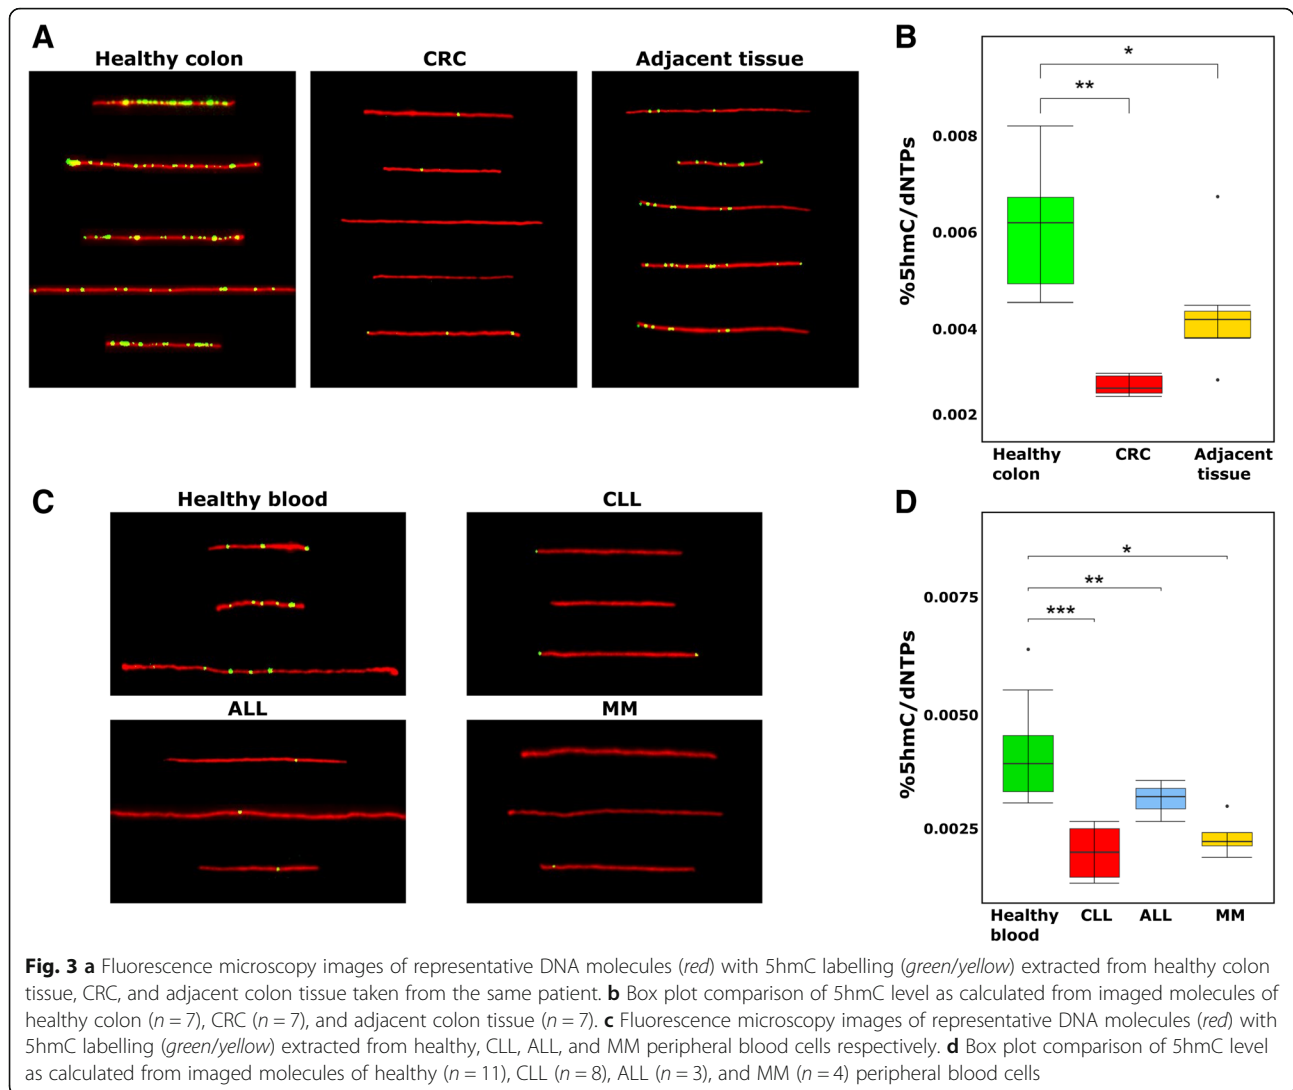 A
Healthy colon
CRC
Adjacent tissue
B
%5hmC/dNTPs
0.008
0.006
0.004
0.002
*
**
Healthy
colon
CRC
Adjacent
tissue
C
Healthy blood
CLL
ALL
MM
D
%5hmC/dNTPs
0.0075
0.0050
0.0025
*
**
***
Healthy
blood
CLL
ALL
MM
Fig. 3 a Fluorescence microscopy images of representative DNA molecules (red) with 5hmC labelling (green/yellow) extracted from healthy colon
tissue, CRC, and adjacent colon tissue taken from the same patient. b Box plot comparison of 5hmC level as calculated from imaged molecules of
healthy colon (n = 7), CRC (n = 7), and adjacent colon tissue (n = 7). c Fluorescence microscopy images of representative DNA molecules (red) with
5hmC labelling (green/yellow) extracted from healthy, CLL, ALL, and MM peripheral blood cells respectively. d Box plot comparison of 5hmC level
as calculated from imaged molecules of healthy (n = 11), CLL (n = 8), ALL (n = 3), and MM (n = 4) peripheral blood cells